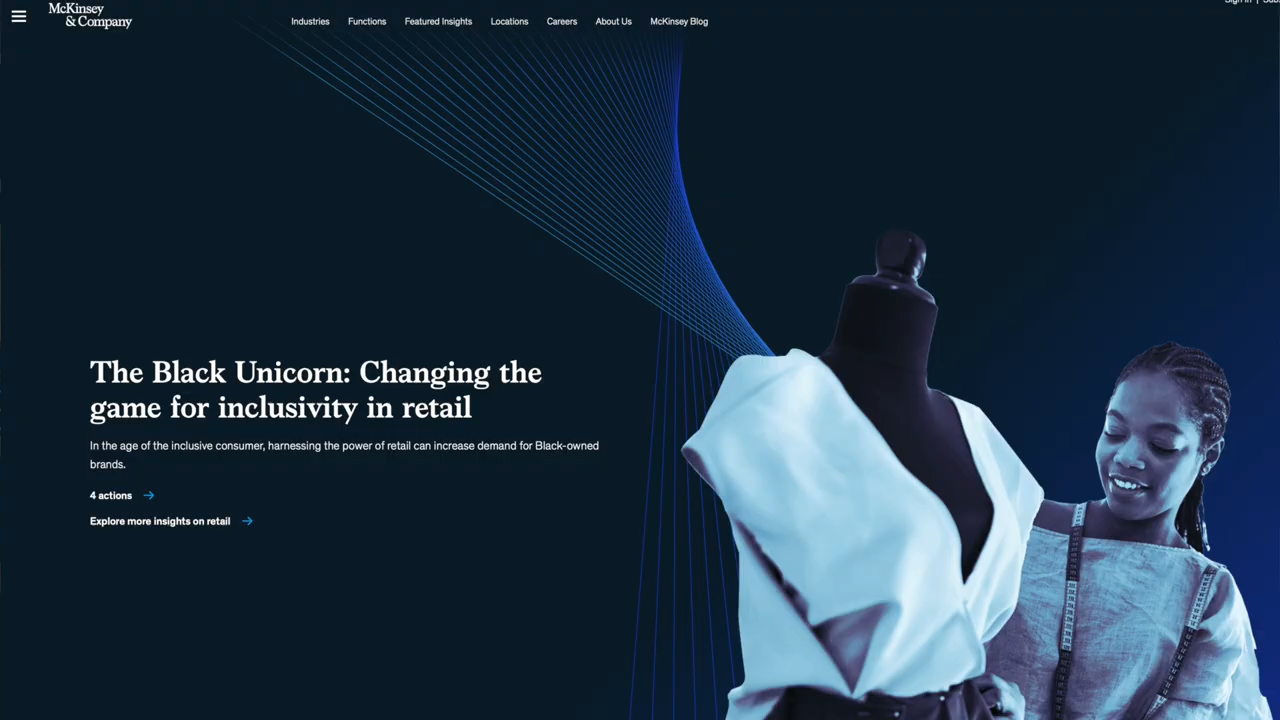 McKinsey
& Company
Industries
Functions
Featured Insights
Locations
Careers
About Us
McKinsey Blog
The Black Unicorn: Changing the
game for inclusivity in retail
In the age of the inclusive consumer, harnessing the power of retail can increase demand for Black-owned
brands.
4 actions
Explore more insights on retail